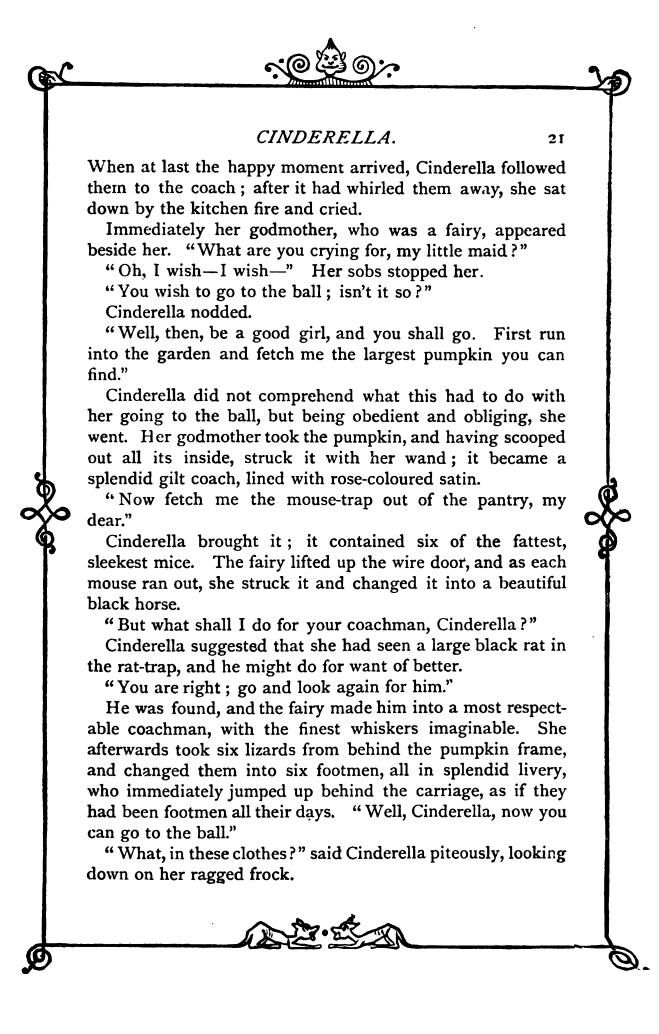 CINDERELLA. 21
When at last the happy moment arrived, Cinderella followed
them to the coach ; after it had whirled them away, she sat
down by the kitchen fire and cried.
Immediately her godmother, who was a fairy, appeared
beside her. “What are you crying for, my little maid ?”
“ Oh, I wish—I wish—” Her sobs stopped her.
“ You wish to go to the ball ; isn’t it so ?”
Cinderella nodded.
“ Well, then, be a good girl, and you shall go. First run
into the garden and fetch me the largest pumpkin you can
find.”
Cinderella did not comprehend what this had to do with
her going to the ball, but being obedient and obliging, she
went. Her godmother took the pumpkin, and having scooped
out all its inside, struck it with her wand ; it became a
splendid gilt coach, lined with rose-coloured satin.
“ Now fetch me the mouse-trap out of the pantry, my
dear.”
Cinderella brought it ; it contained six of the fattest,
sleekest mice. The fairy lifted up the wire door, and as each
mouse ran out, she struck it and changed it into a beautiful
black horse.
“ But what shall I do for your coachman, Cinderella ?”
Cinderella suggested that she had seen a large black rat in
the rat-trap, and he might do for want of better.
“ You are right ; go and look again for him.”
He was found, and the fairy made him into a most respect-
able coachman, with the finest whiskers imaginable. She
afterwards took six lizards from behind the pumpkin frame,
and changed them into six footmen, all in splendid livery,
who immediately jumped up behind the carriage, as if they
had been footmen all their days. “ Well, Cinderella, now you
can go to the ball.”
“ What, in these clothes ?” said Cinderella piteously, looking
down on her ragged frock.